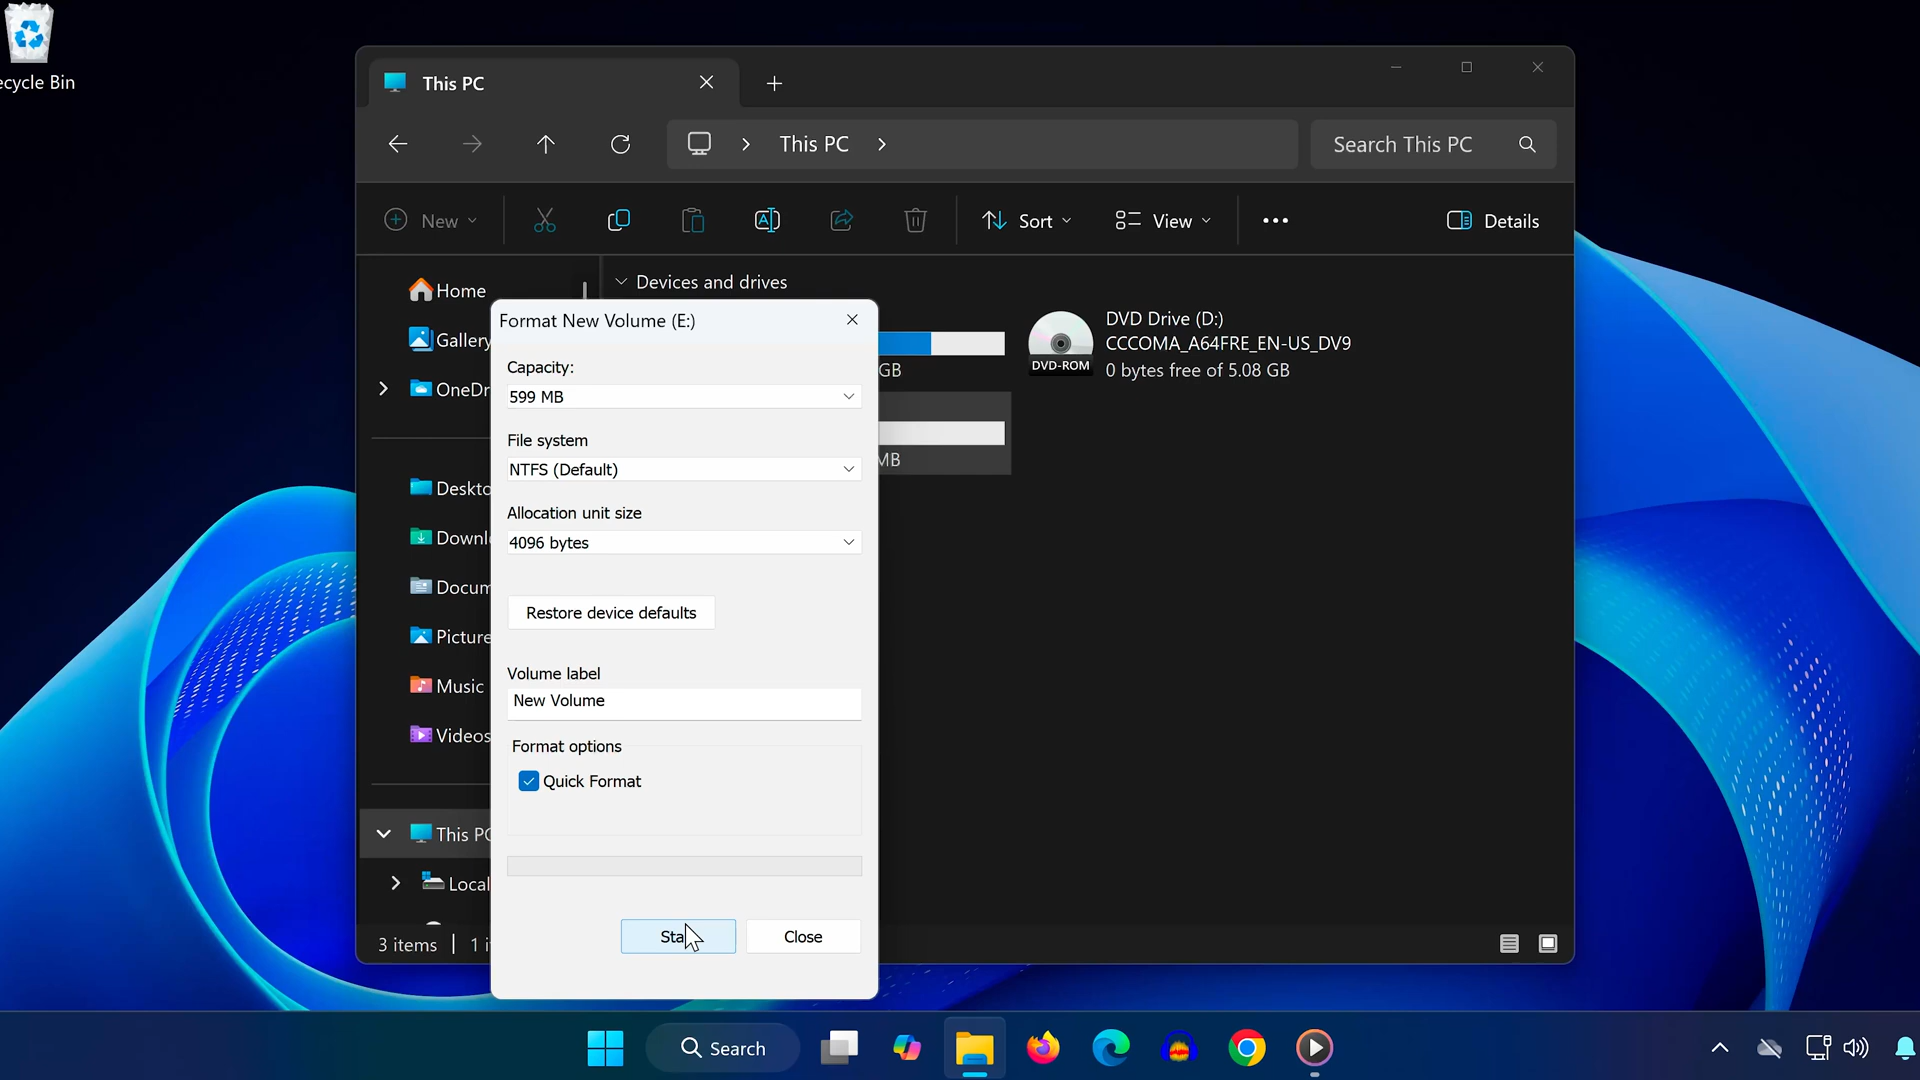 ecycle Bin
This PC
This PC
Search This PC
New
Sort
View
Details
Home
Gallery
OneDr
Deskto
Downl
Docum
Picture
Music
Videos
This PC
Local
3 items
1 i
Devices and drives
GB
MB
DVD-ROM
DVD Drive (D:)
CCCOMA_A64FRE_EN-US_DV9
0 bytes free of 5.08 GB
Format New Volume (E:)
Capacity:
599 MB
File system
NTFS (Default)
Allocation unit size
4096 bytes
Restore device defaults
Volume label
New Volume
Format options
Quick Format
Sta
Close
Search